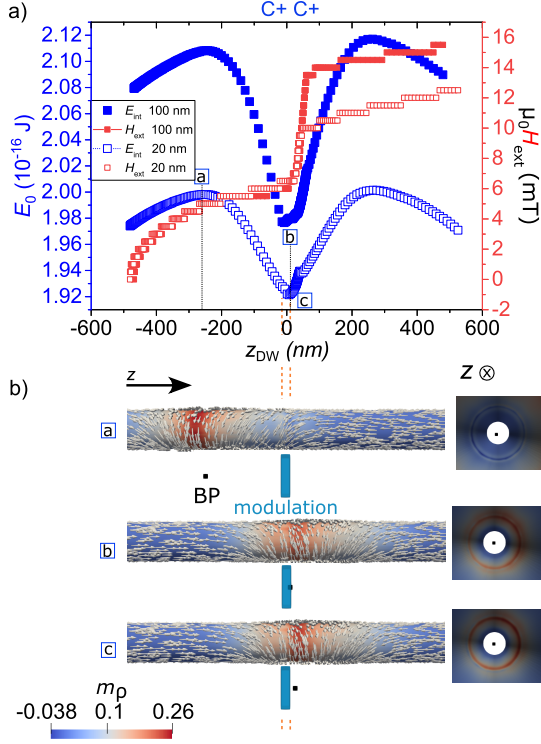 C+ C+
a)
2.12
2.10
2.08
2.06
2.04
2.02
2.00
1.98
1.96
1.94
1.92
E0 (10-16 J)
Eint 100 nm
Hext 100 nm
Eint 20 nm
Hext 20 nm
a
b
c
16
14
12
10
8
6
4
2
0
-2
μ0Hext (mT)
-600 -400 -200 0 200 400 600
zDW (nm)
b)
z
z ⊗
a
BP
modulation
b
c
mρ
-0.038 0.1 0.26